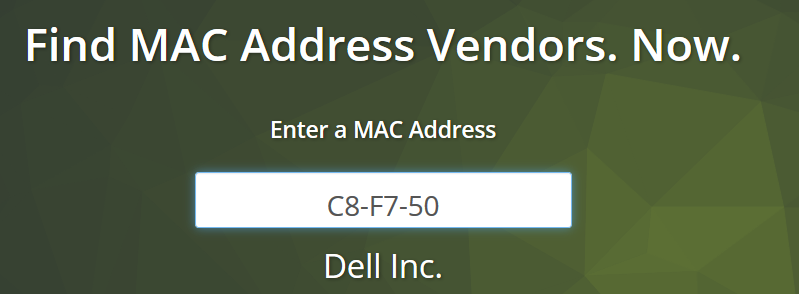 Find MAC Address Vendors. Now.
Enter a MAC Address
C8-F7-50
Dell Inc.